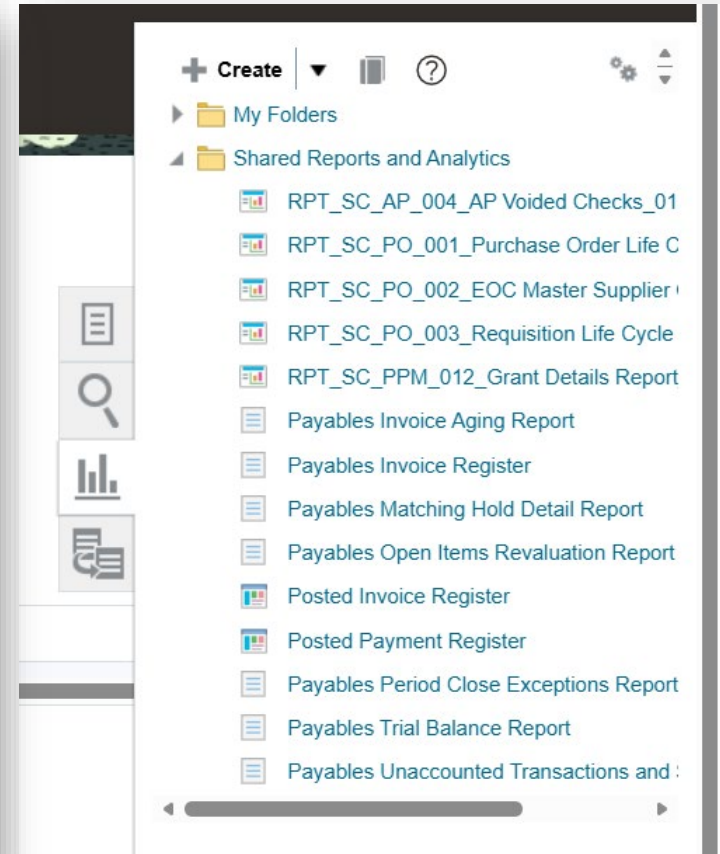 Create
My Folders
Shared Reports and Analytics
RPT_SC_AP_004_AP Voided Checks_01
RPT_SC_PO_001_Purchase Order Life C
RPT_SC_PO_002_EOC Master Supplier
RPT_SC_PO_003_Requisition Life Cycle
RPT_SC_PPM_012_Grant Details Report
Payables Invoice Aging Report
Payables Invoice Register
Payables Matching Hold Detail Report
Payables Open Items Revaluation Report
Posted Invoice Register
Posted Payment Register
Payables Period Close Exceptions Report
Payables Trial Balance Report
Payables Unaccounted Transactions and